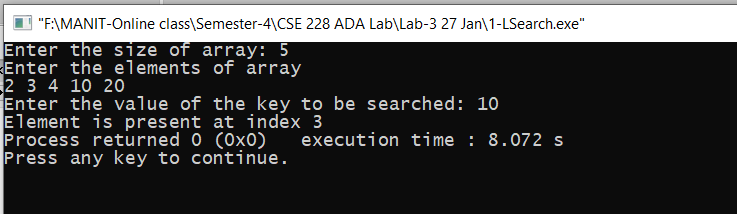 "F:\MANIT-Online class\Semester-4\CSE 228 ADA Lab\Lab-3 27 Jan\1-LSearch.exe"
Enter the size of array: 5
Enter the elements of array
2 3 4 10 20
Enter the value of the key to be searched: 10
Element is present at index 3
Process returned 0 (0x0)   execution time : 8.072 s
Press any key to continue.